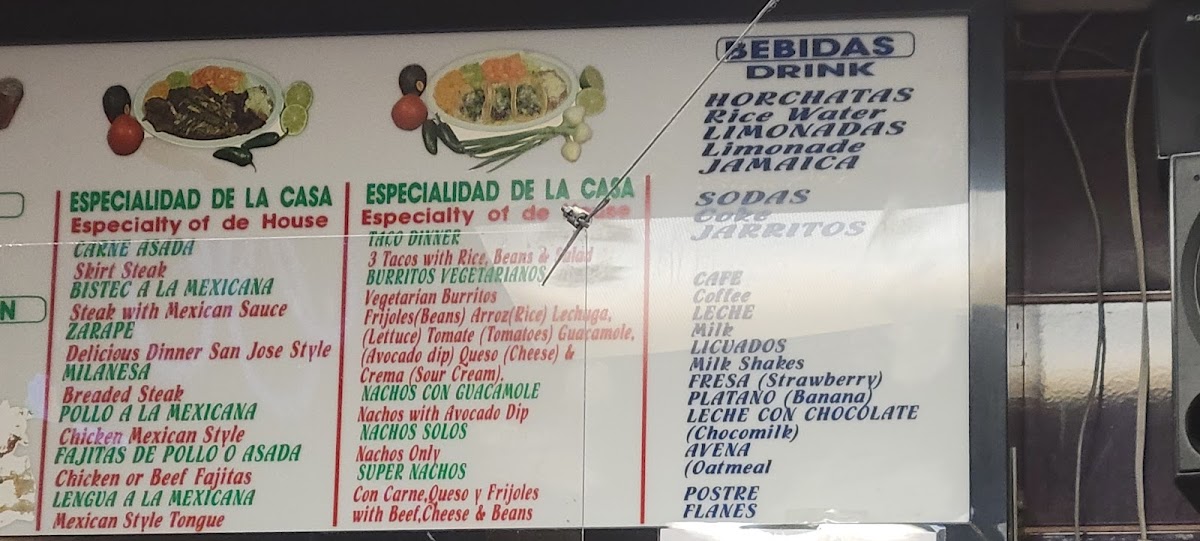 N
ESPECIALIDAD DE LA CASA
Especialty of de House
CARNE ASADA
Skirt Steak
BISTEC A LA MEXICANA
Steak with Mexican Sauce
ZARAPE
Delicious Dinner San Jose Style
MILANESA
Breaded Steak
POLLO A LA MEXICANA
Chicken Mexican Style
FAJITAS DE POLLO O ASADA
Chicken or Beef Fajitas
LENGUA A LA MEXICANA
Mexican Style Tongue
ESPECIALIDAD DE LA CASA
Especialty of de House
TACO DINNER
3 Tacos with Rice, Beans & Salad
BURRITOS VEGETARIANOS
Vegetarian Burritos
Frijoles(Beans) Arroz(Rice) Lechuga,
(Lettuce) Tomate (Tomatoes) Guacamole,
(Avocado dip) Queso (Cheese) &
Crema (Sour Cream).
NACHOS CON GUACAMOLE
Nachos with Avocado Dip
NACHOS SOLOS
Nachos Only
SUPER NACHOS
Con Carne,Queso y Frijoles
with Beef,Cheese & Beans
BEBIDAS
DRINK
HORCHATAS
Rice Water
LIMONADAS
Limonade
JAMAICA
SODAS
Coke
JARRITOS
CAFE
Coffee
LECHE
Milk
LICUADOS
Milk Shakes
FRESA (Strawberry)
PLATANO (Banana)
LECHE CON CHOCOLATE
(Chocomilk)
AVENA
(Oatmeal
POSTRE
FLANES